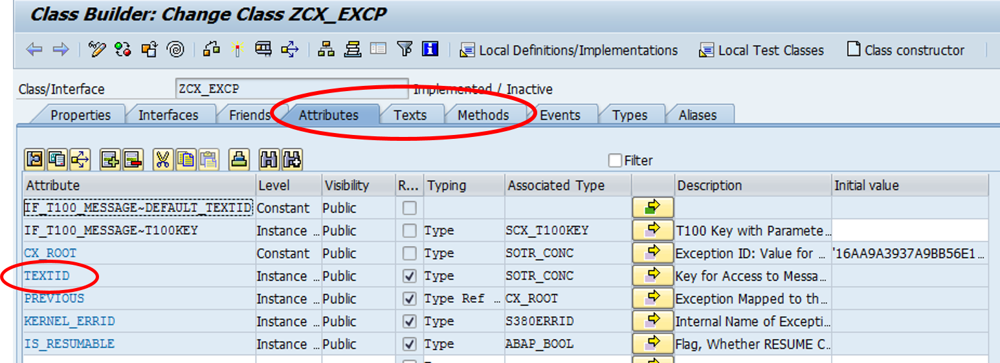 Class Builder: Change Class ZCX_EXCP
Local Definitions/Implementations Local Test Classes Class constructor
Class/Interface ZCX_EXCP Implemented / Inactive
Properties Interfaces Friends Attributes Texts Methods Events Types Aliases
Filter
Attribute Level Visibility R... Typing Associated Type Description Initial value
IF_T100_MESSAGE~DEFAULT_TEXTID Constant Public
IF_T100_MESSAGE~T100KEY Instance ... Public Type SCX_T100KEY T100 Key with Paramete...
CX_ROOT Constant Public Type SOTR_CONC Exception ID: Value for ... '16AA9A3937A9BB56E1...
TEXTID Instance ... Public Type SOTR_CONC Key for Access to Messa...
PREVIOUS Instance ... Public Type Ref ... CX_ROOT Exception Mapped to th...
KERNEL_ERRID Instance ... Public Type S380ERRID Internal Name of Excepti...
IS_RESUMABLE Instance ... Public Type ABAP_BOOL Flag, Whether RESUME C...